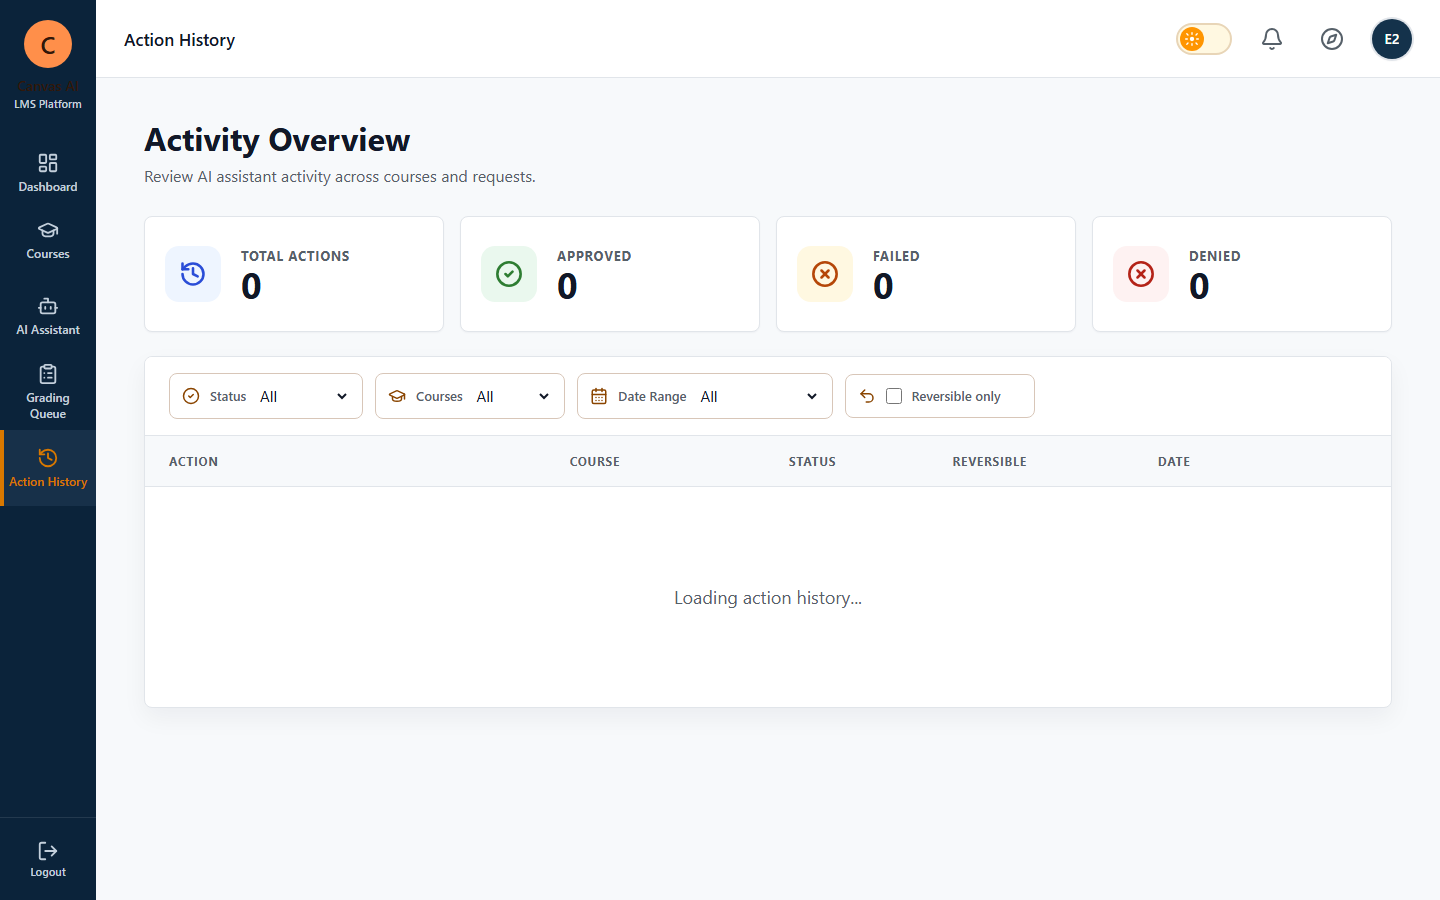 C
LMS Platform
Dashboard
Courses
AI Assistant
Grading
Queue
Action History
Logout
Action History
E2
Activity Overview
Review AI assistant activity across courses and requests.
TOTAL ACTIONS
0
APPROVED
0
FAILED
0
DENIED
0
Status All
Courses All
Date Range All
Reversible only
ACTION COURSE STATUS REVERSIBLE DATE
Loading action history...